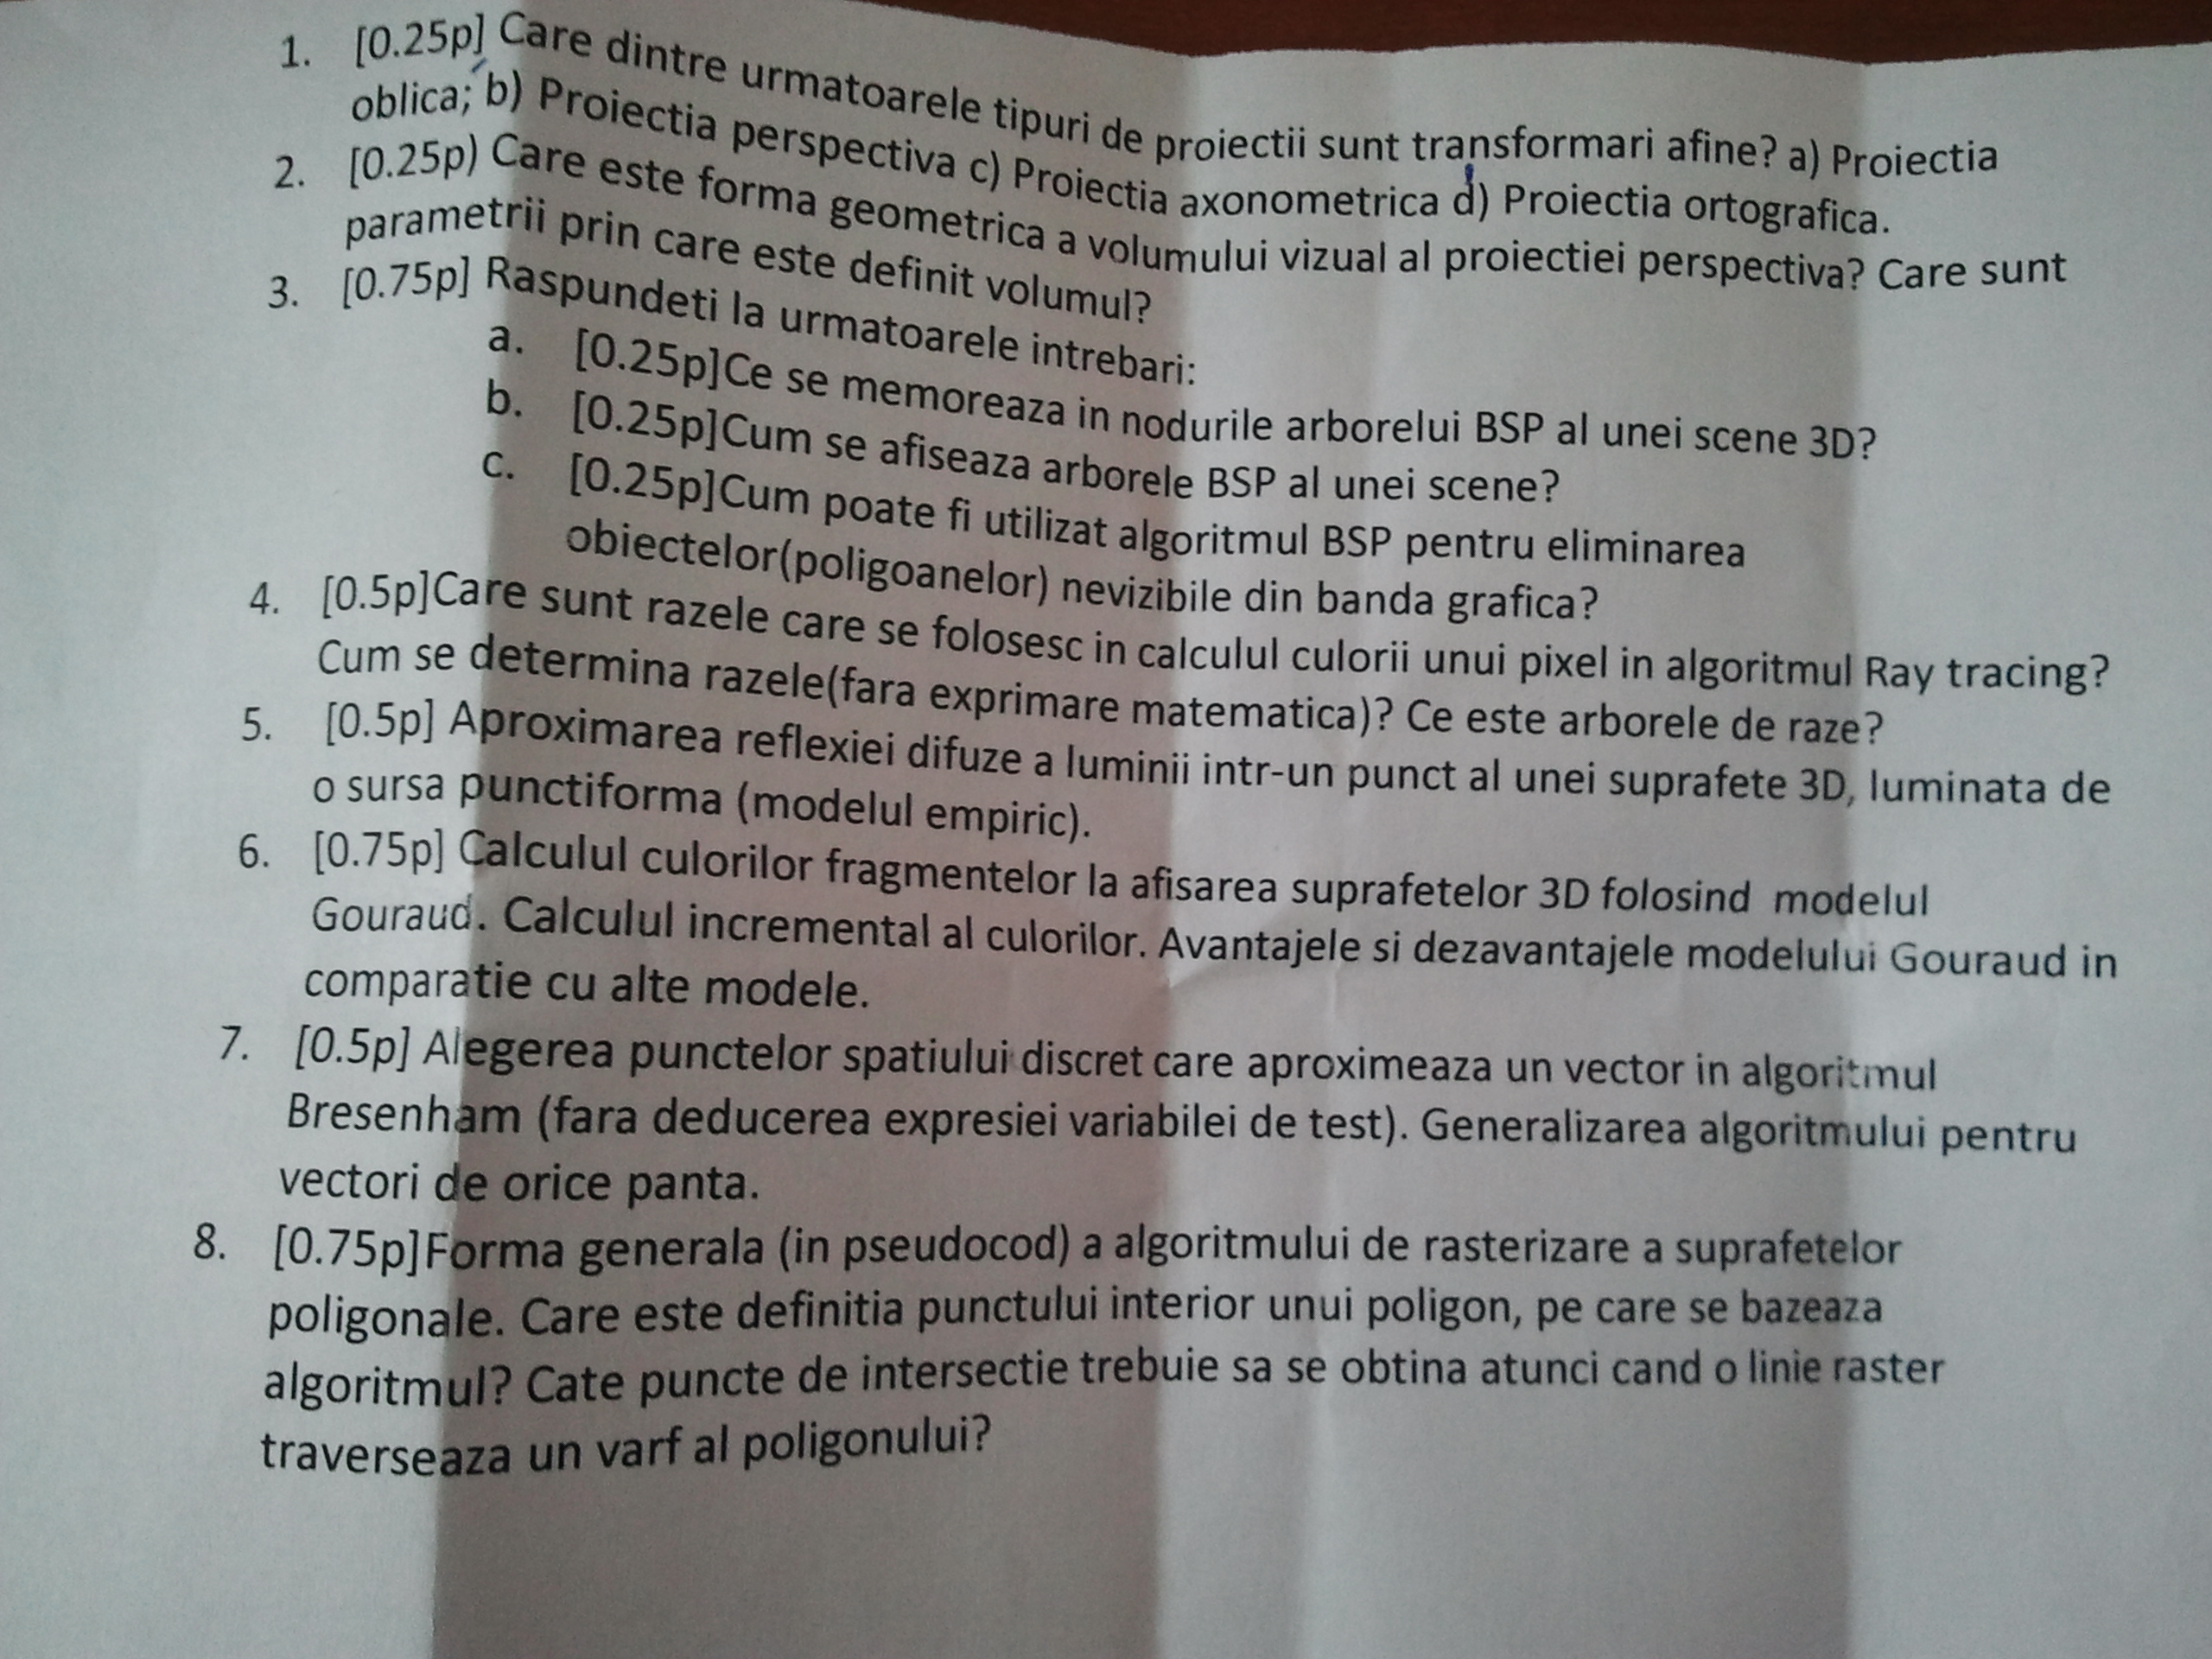 1. [0.25p] Care dintre urmatoarele tipuri de proiectii sunt transformari afine? a) Proiectia
oblica; b) Proiectia perspectiva c) Proiectia axonometrica d) Proiectia ortografica.
2. [0.25p) Care este forma geometrica a volumului vizual al proiectiei perspectiva? Care sunt
parametrii prin care este definit volumul?
3. [0.75p] Raspundeti la urmatoarele intrebari:
a. [0.25p]Ce se memoreaza in nodurile arborelui BSP al unei scene 3D?
b. [0.25p]Cum se afiseaza arborele BSP al unei scene?
c. [0.25p]Cum poate fi utilizat algoritmul BSP pentru eliminarea
obiectelor(poligoanelor) nevizibile din banda grafica?
4. [0.5p]Care sunt razele care se folosesc in calculul culorii unui pixel in algoritmul Ray tracing?
Cum se determina razele(fara exprimare matematica)? Ce este arborele de raze?
5. [0.5p] Aproximarea reflexiei difuze a luminii intr-un punct al unei suprafete 3D, luminata de
o sursa punctiforma (modelul empiric).
6. [0.75p] Calculul culorilor fragmentelor la afisarea suprafetelor 3D folosind modelul
Gouraud. Calculul incremental al culorilor. Avantajele si dezavantajele modelului Gouraud in
comparatie cu alte modele.
7. [0.5p] Alegerea punctelor spatiului discret care aproximeaza un vector in algoritmul
Bresenham (fara deducerea expresiei variabilei de test). Generalizarea algoritmului pentru
vectori de orice panta.
8. [0.75p]Forma generala (in pseudocod) a algoritmului de rasterizare a suprafetelor
poligonale. Care este definitia punctului interior unui poligon, pe care se bazeaza
algoritmul? Cate puncte de intersectie trebuie sa se obtina atunci cand o linie raster
traverseaza un varf al poligonului?